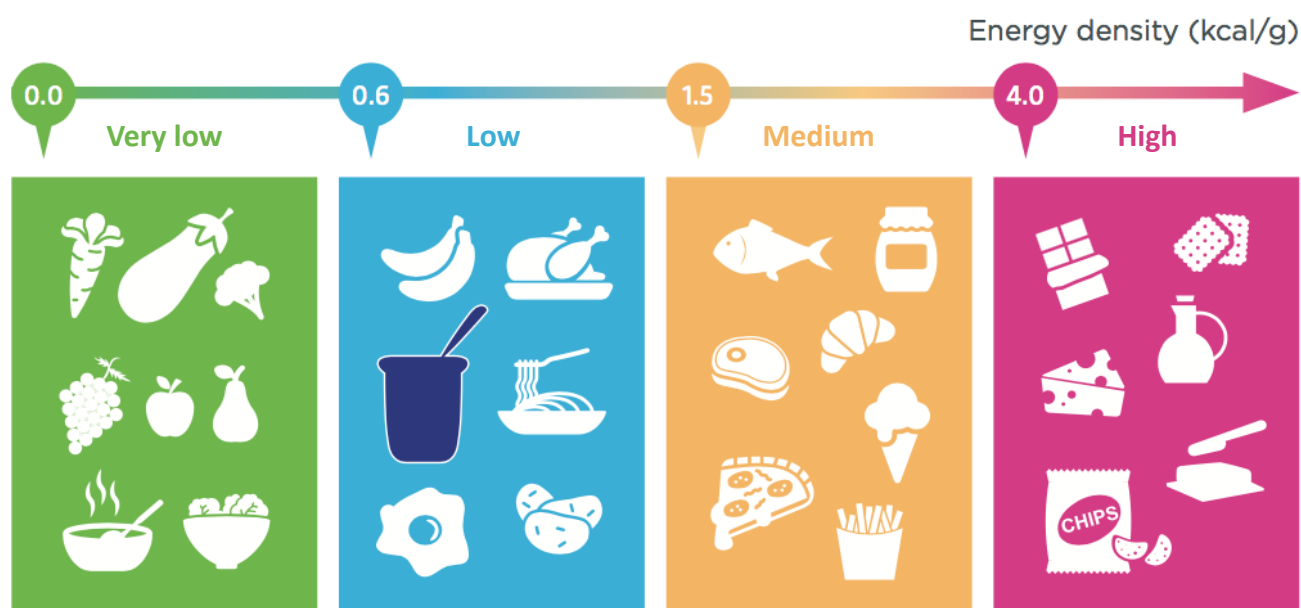 Energy density (kcal/g)
0.0
0.6
1.5
4.0
Very low
Low
Medium
High
CHIPS